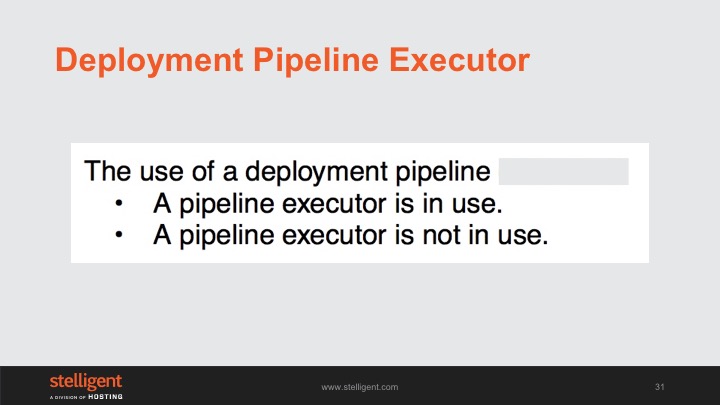 Deployment Pipeline Executor
The use of a deployment pipeline
• A pipeline executor is in use.
• A pipeline executor is not in use.
stelligent
A DIVISION OF HOSTING
www.stelligent.com
31